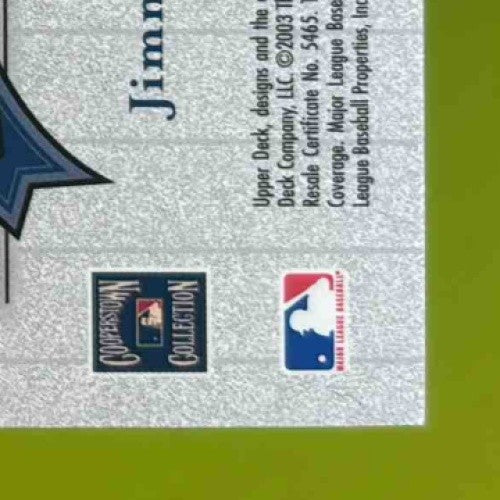 Jimm
Upper Deck, designs and the
Deck Company, LLC. ©2003 T
Resale Certificate No. 5465. T
Coverage. Major League Base
League Baseball Properties, Inc
COOPERSTOWN
COLLECTION
MAJOR LEAGUE BASEBALL